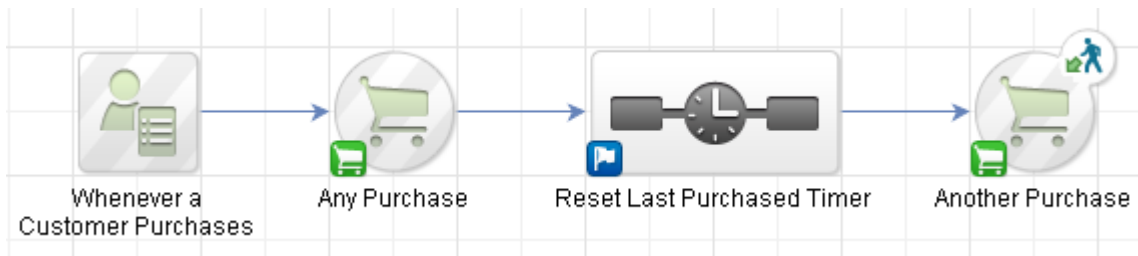 Whenever a
Customer Purchases
Any Purchase
Reset Last Purchased Timer
Another Purchase